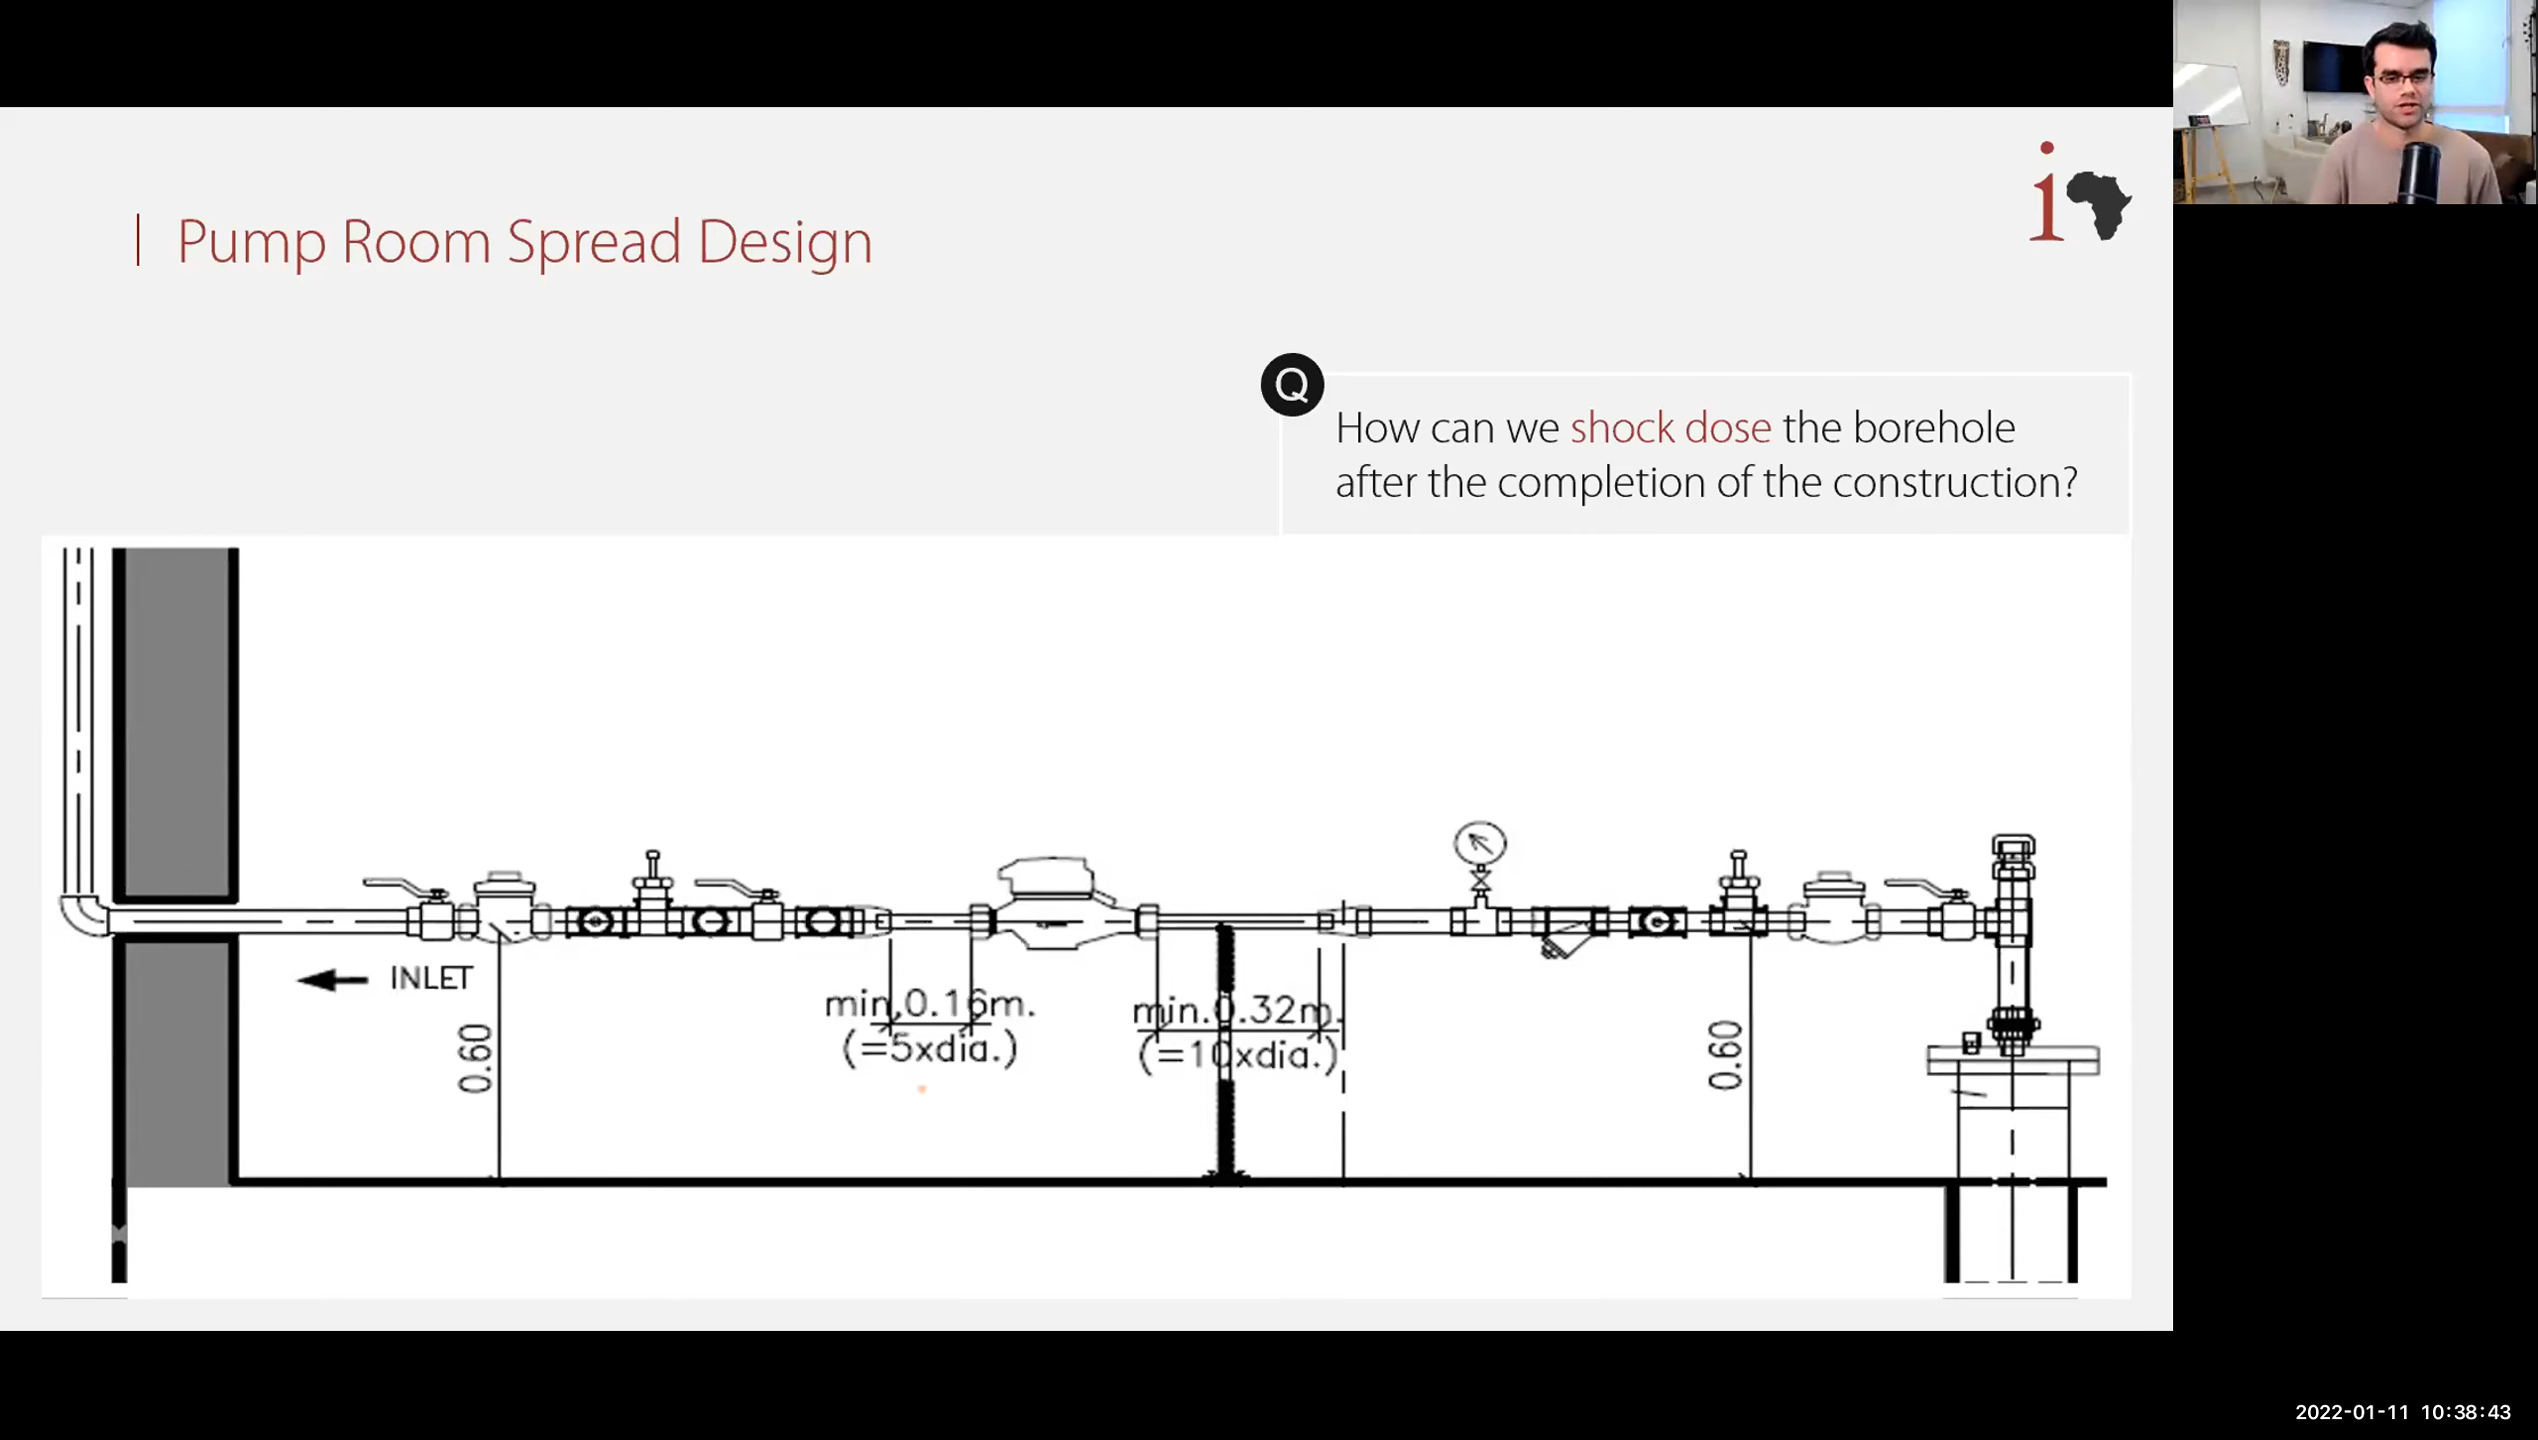 Pump Room Spread Design
i
Q
How can we shock dose the borehole
after the completion of the construction?
INLET
0.60
min.0.16m.
(=5xdia.)
min.0.32m.
(=10xdia.)
0.60
2022-01-11 10:38:43